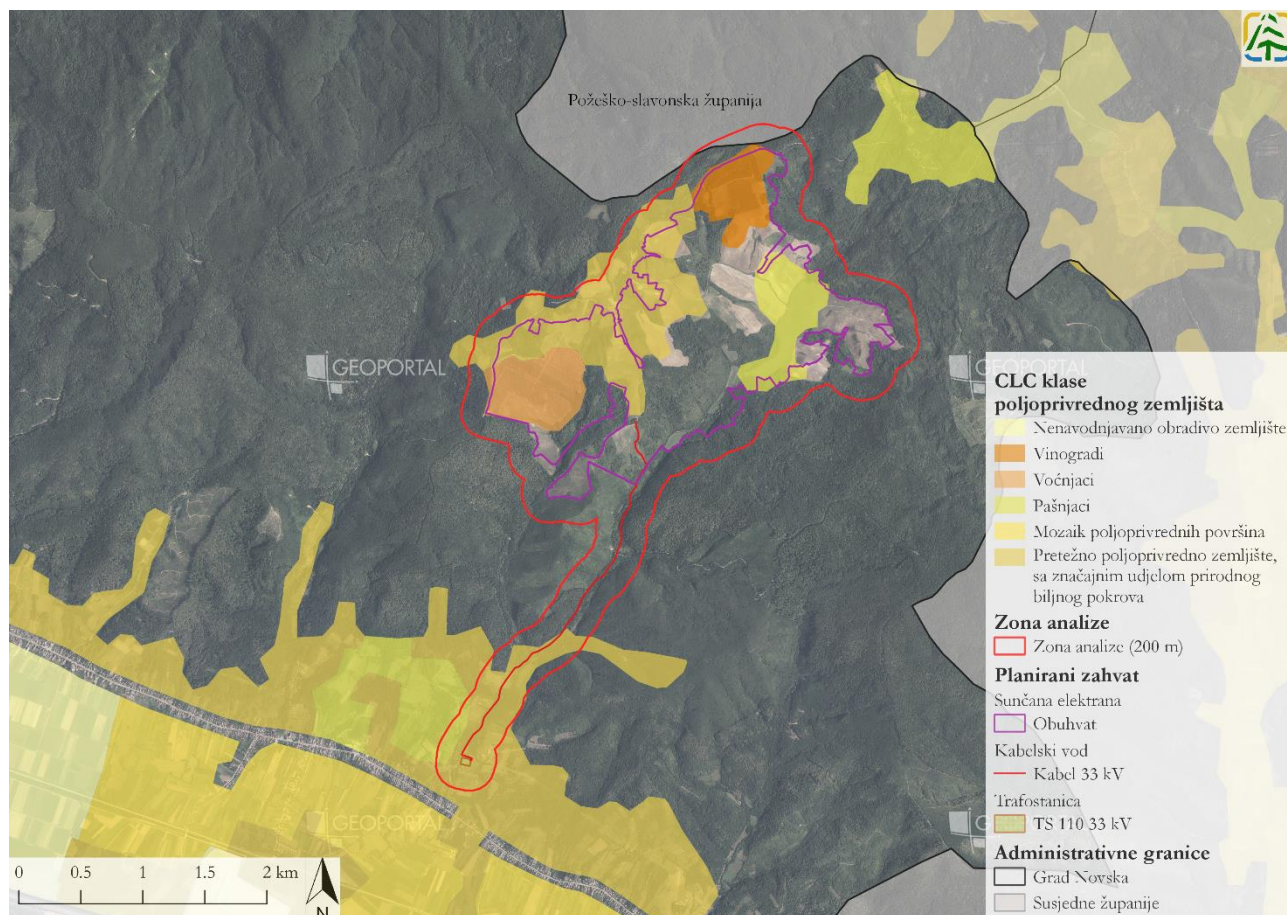 Požeško-slavonska županija
GEOPORTAL
GEOPORTAL
GEOPORTAL
CLC klase
poljoprivrednog zemljišta
Nenavodnjavano obradivo zemljište
Vinogradi
Voćnjaci
Pašnjaci
Mozaik poljoprivrednih površina
Pretežno poljoprivredno zemljište,
sa značajnim udjelom prirodnog
biljnog pokrova
Zona analize
Zona analize (200 m)
Planirani zahvat
Sunčana elektrana
Obuhvat
Kabelski vod
Kabel 33 kV
Trafostanica
TS 110 33 kV
Administrativne granice
Grad Novska
Susjedne županije
0 0.5 1 2 km
N